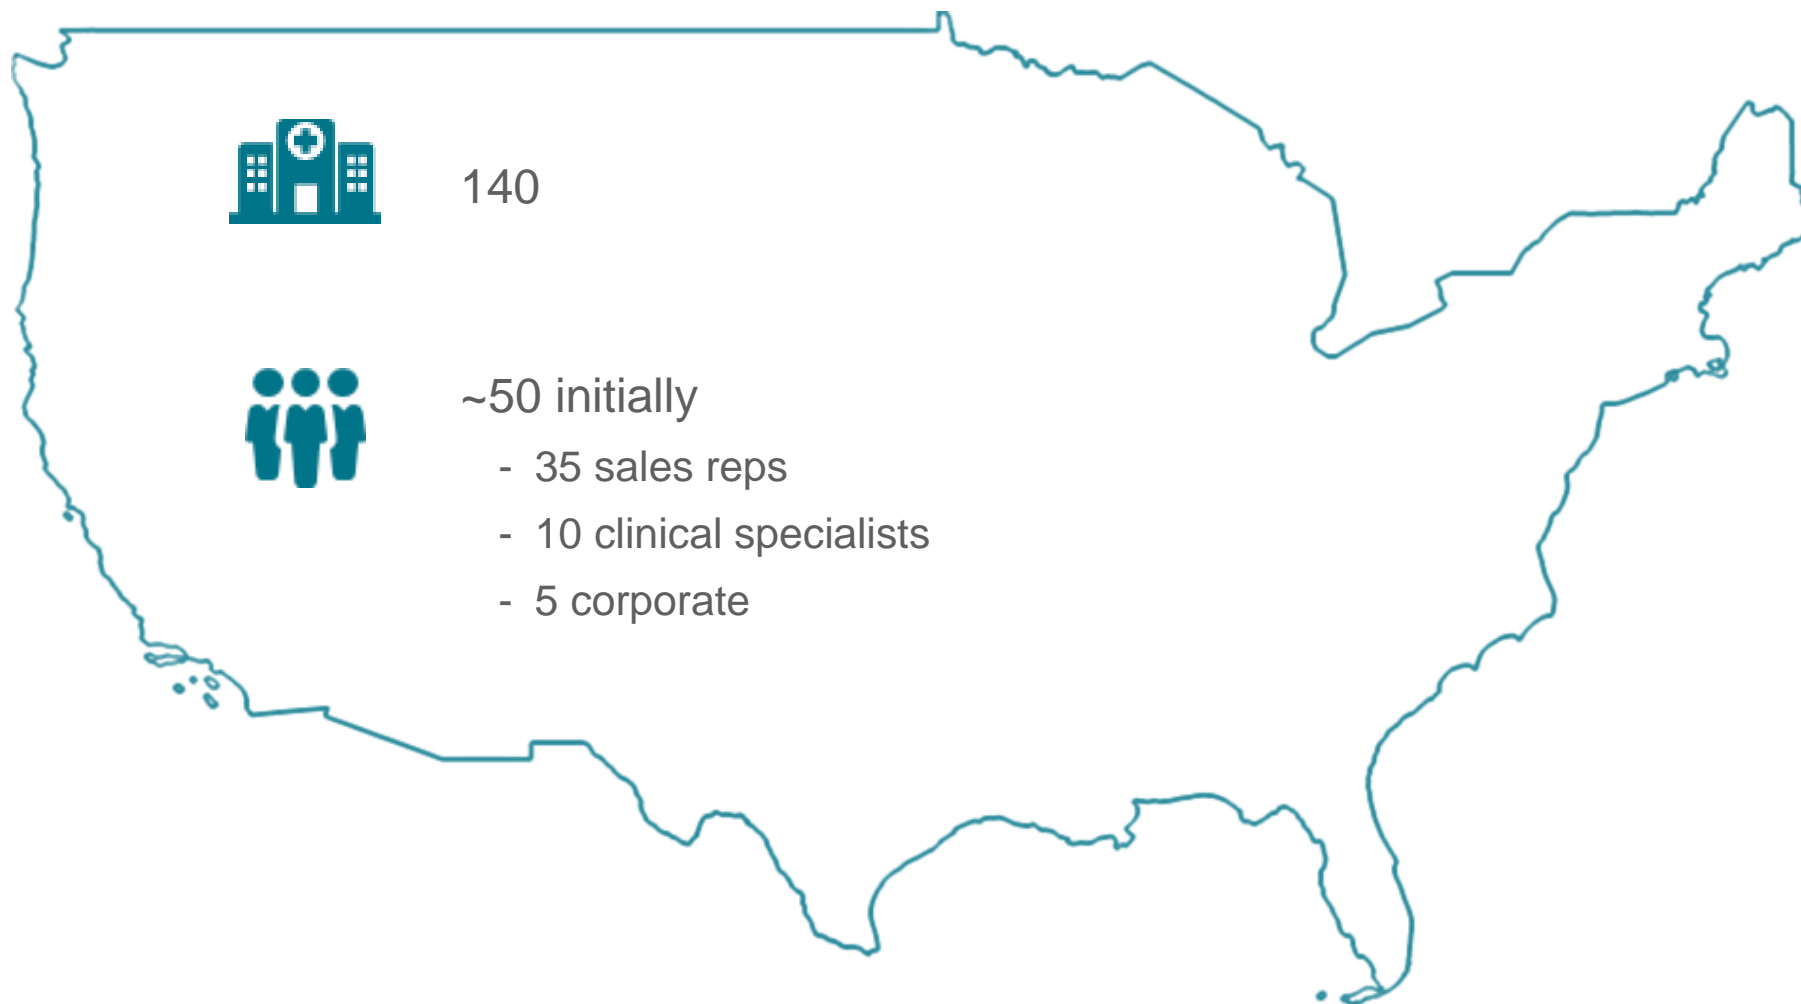 140
~50 initially
- 35 sales reps
- 10 clinical specialists
- 5 corporate